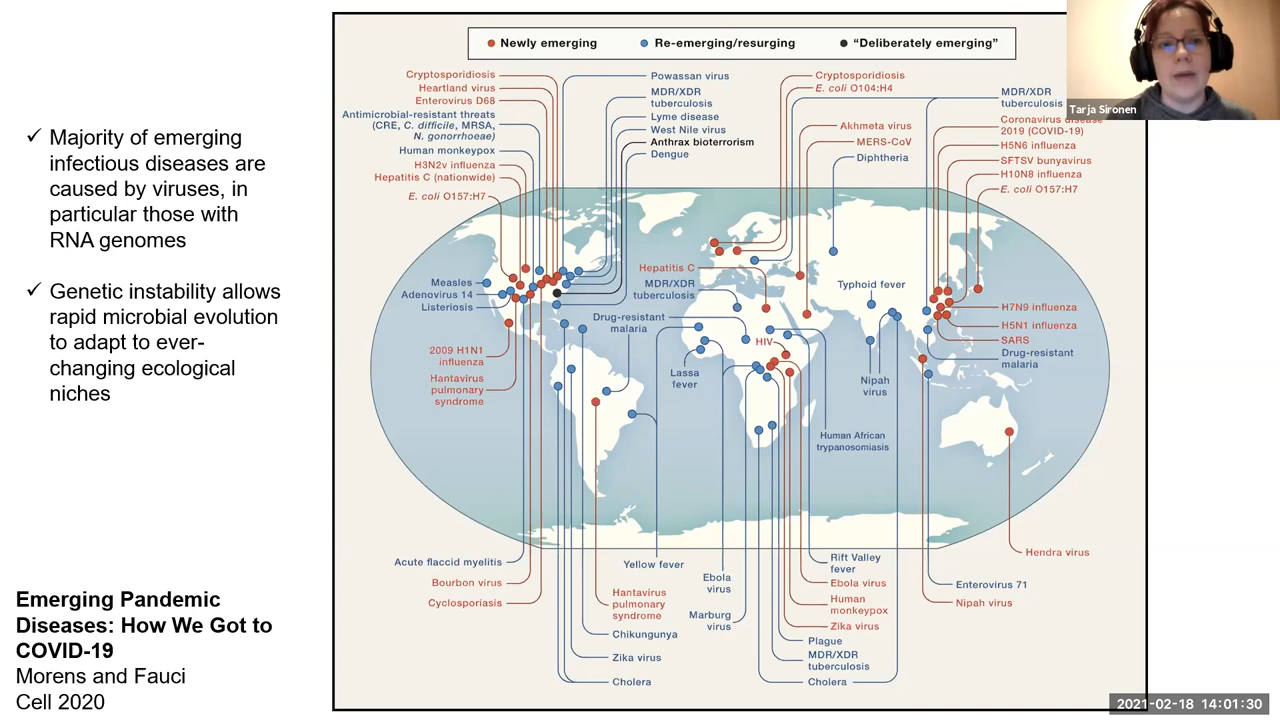 ✓ Majority of emerging
infectious diseases are
caused by viruses, in
particular those with
RNA genomes
✓ Genetic instability allows
rapid microbial evolution
to adapt to ever-
changing ecological
niches
Emerging Pandemic
Diseases: How We Got to
COVID-19
Morens and Fauci
Cell 2020
Newly emerging
Re-emerging/resurging
“Deliberately emerging”
Cryptosporidiosis
Heartland virus
Enterovirus D68
Antimicrobial-resistant threats
(CRE, C. difficile, MRSA,
N. gonorrhoeae)
Human monkeypox
H3N2v influenza
Hepatitis C (nationwide)
E. coli O157:H7
Powassan virus
MDR/XDR
tuberculosis
Lyme disease
West Nile virus
Anthrax bioterrorism
Dengue
Cryptosporidiosis
E. coli O104:H4
Akhmeta virus
MERS-CoV
Diphtheria
MDR/XDR
tuberculosis
Coronavirus disease
2019 (COVID-19)
H5N6 influenza
SFTSV bunyavirus
H10N8 influenza
E. coli O157:H7
Measles
Adenovirus 14
Listeriosis
2009 H1N1
influenza
Hantavirus
pulmonary
syndrome
Hepatitis C
MDR/XDR
tuberculosis
Drug-resistant
malaria
HIV
Lassa
fever
Typhoid fever
Nipah
virus
Human African
trypanosomiasis
H7N9 influenza
H5N1 influenza
SARS
Drug-resistant
malaria
Acute flaccid myelitis
Bourbon virus
Cyclosporiasis
Hantavirus
pulmonary
syndrome
Chikungunya
Zika virus
Cholera
Yellow fever
Ebola
virus
Marburg
virus
Rift Valley
fever
Ebola virus
Human
monkeypox
Zika virus
Plague
MDR/XDR
tuberculosis
Cholera
Hendra virus
Enterovirus 71
Nipah virus
Tarja Sironen
2021-02-18 14:01:30